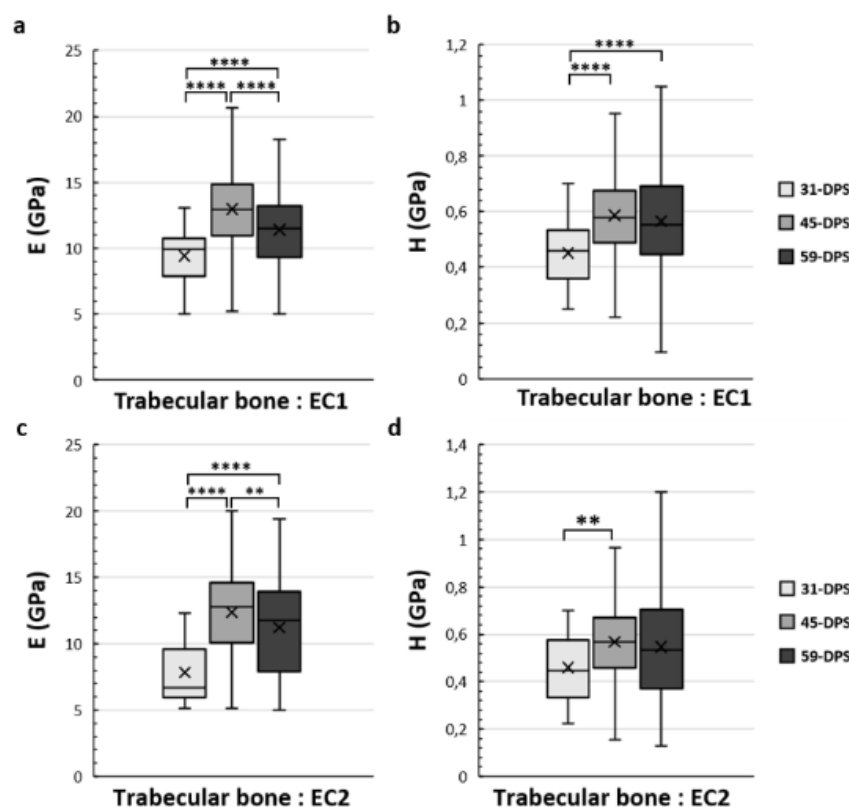 a
25
20
15
10
5
0
E (GPa)
****
**** ****
Trabecular bone : EC1
b
1,2
1
0,8
0,6
0,4
0,2
0
H (GPa)
****
****
Trabecular bone : EC1
31-DPS
45-DPS
59-DPS
c
25
20
15
10
5
0
E (GPa)
****
**** **
Trabecular bone : EC2
d
1,4
1,2
1
0,8
0,6
0,4
0,2
0
H (GPa)
**
Trabecular bone : EC2
31-DPS
45-DPS
59-DPS